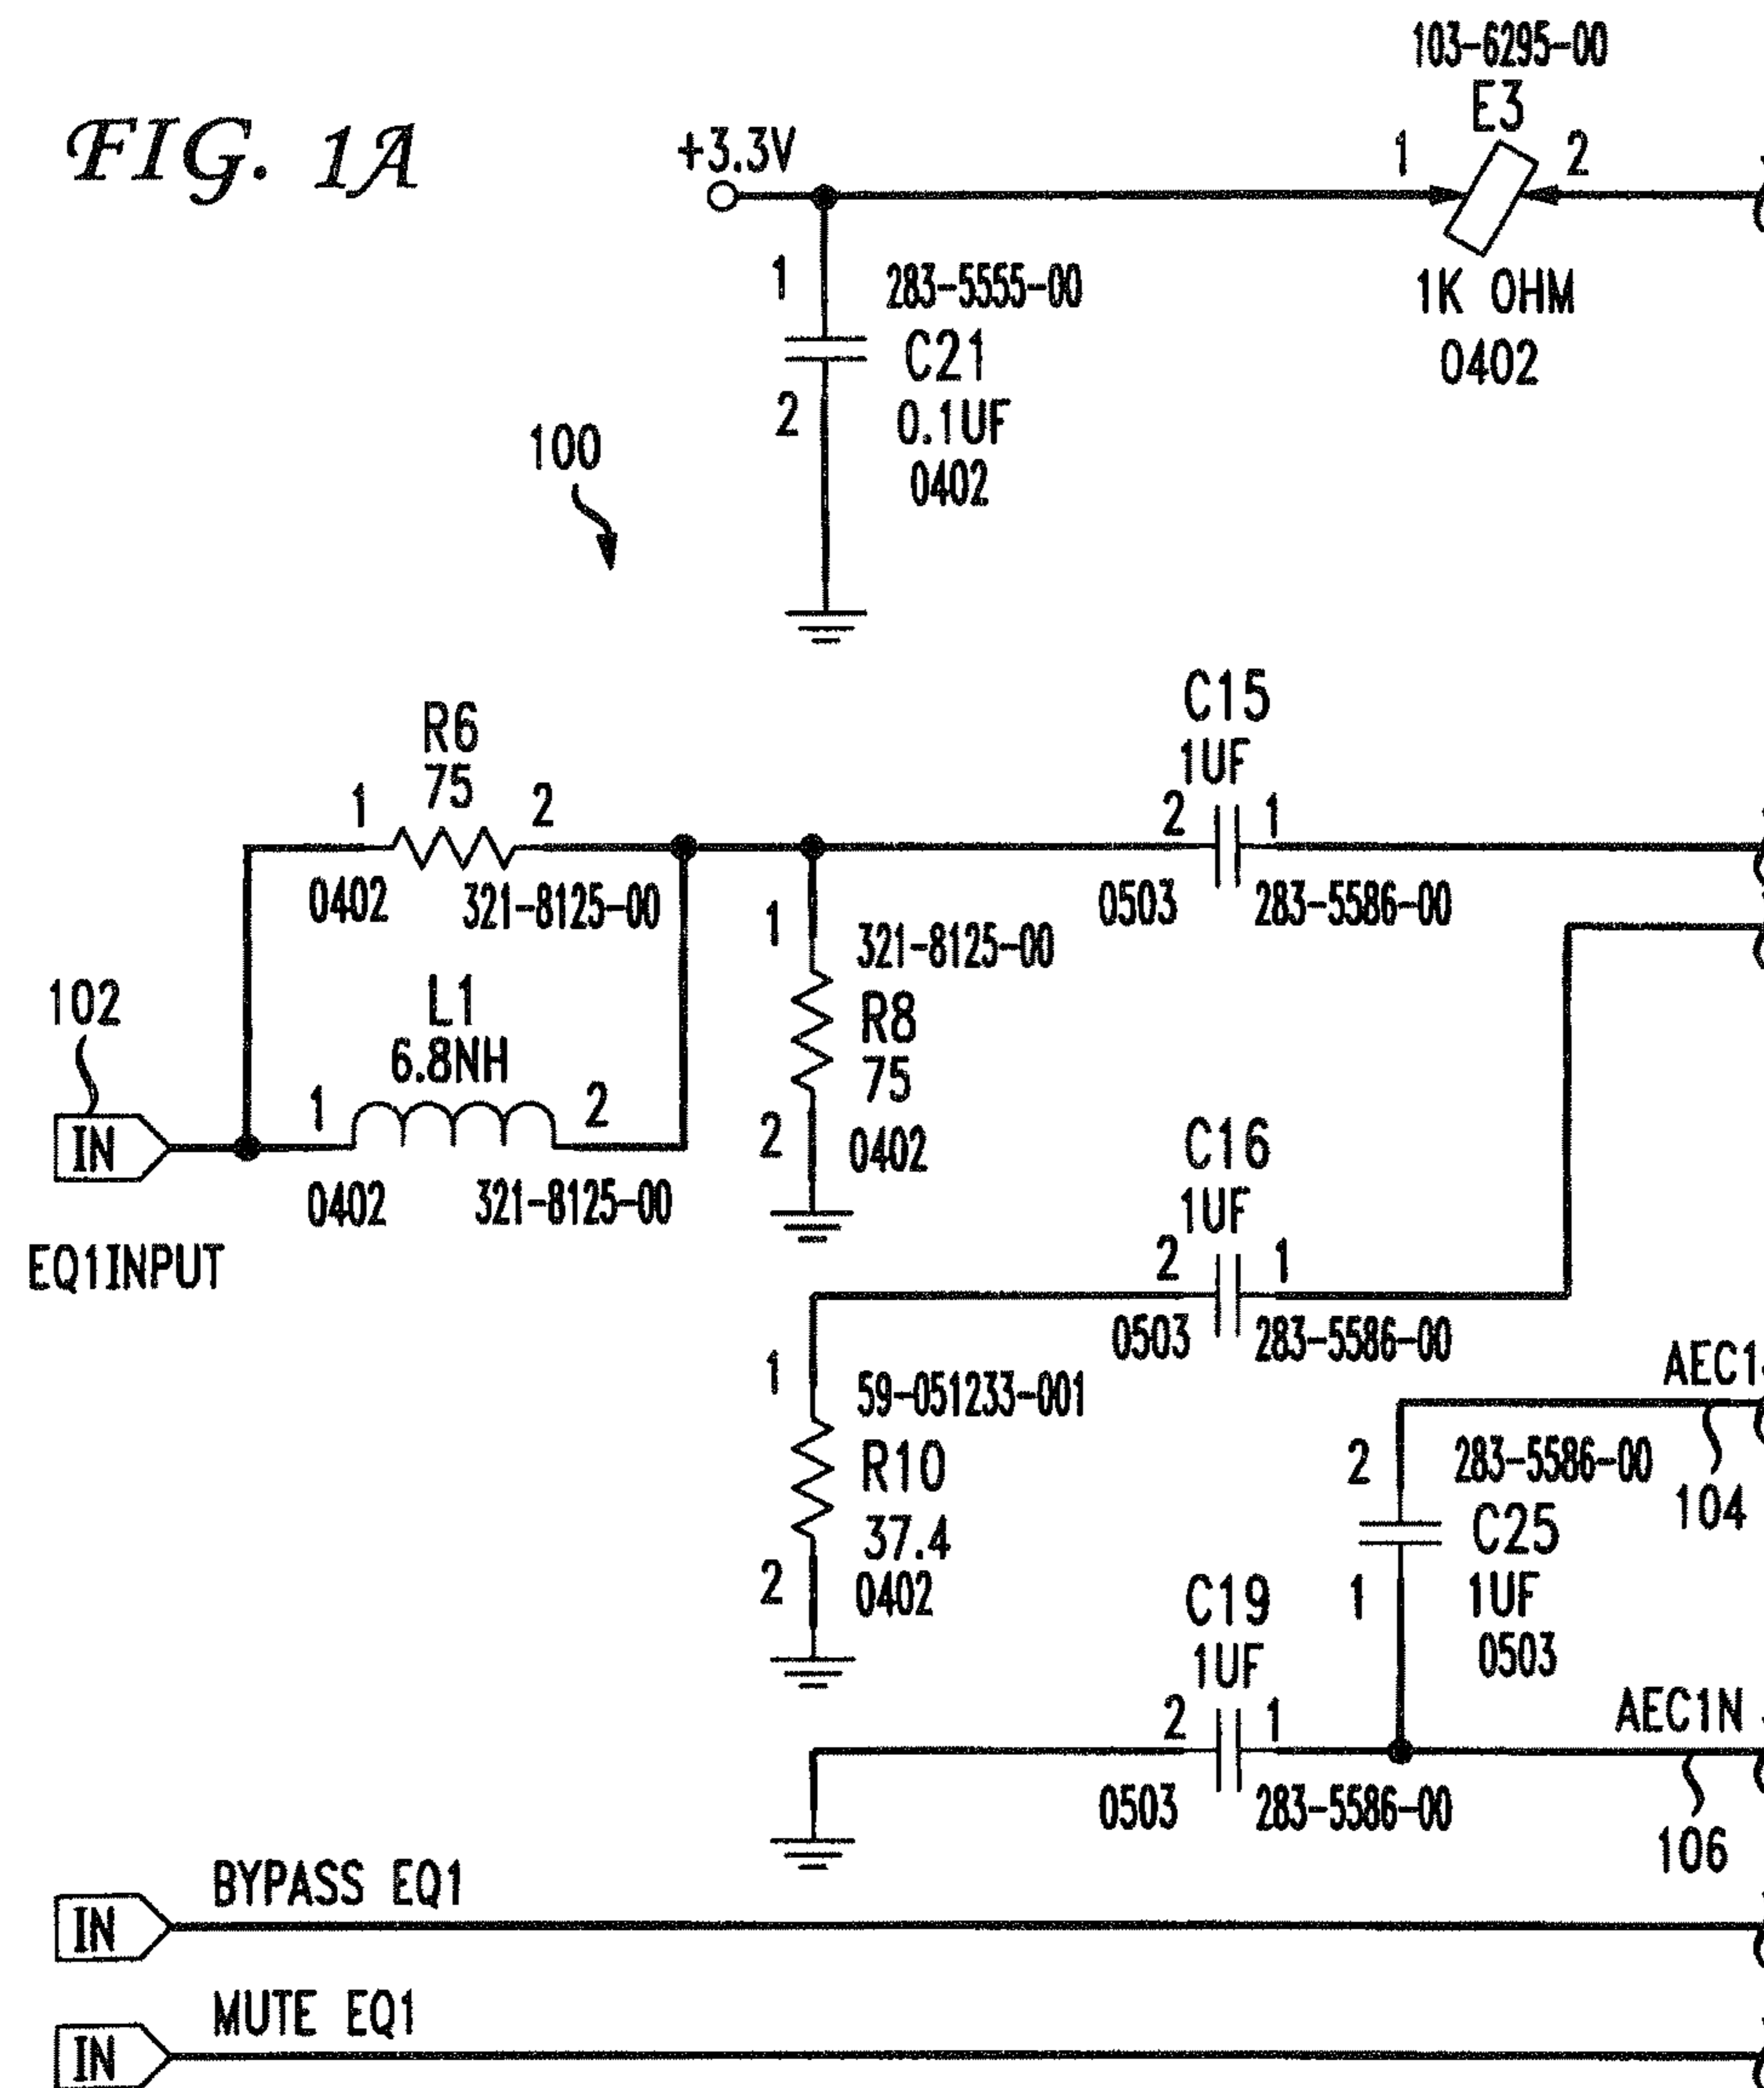 FIG. 1A
103-6295-00
E3
+3.3V
1
2
1K OHM
0402
1
283-5555-00
C21
2
0.1UF
0402
100
C15
1UF
R6
75
1
2
2
1
0402
321-8125-00
0503
283-5586-00
1
321-8125-00
R8
75
2
0402
102
L1
6.8NH
1
2
IN
0402
321-8125-00
EQ1INPUT
C16
1UF
2
1
0503
283-5586-00
1
59-051233-001
R10
37.4
2
0402
AEC1
104
2
283-5586-00
C25
1
1UF
0503
C19
1UF
2
1
AEC1N
0503
283-5586-00
106
BYPASS EQ1
IN
MUTE EQ1
IN